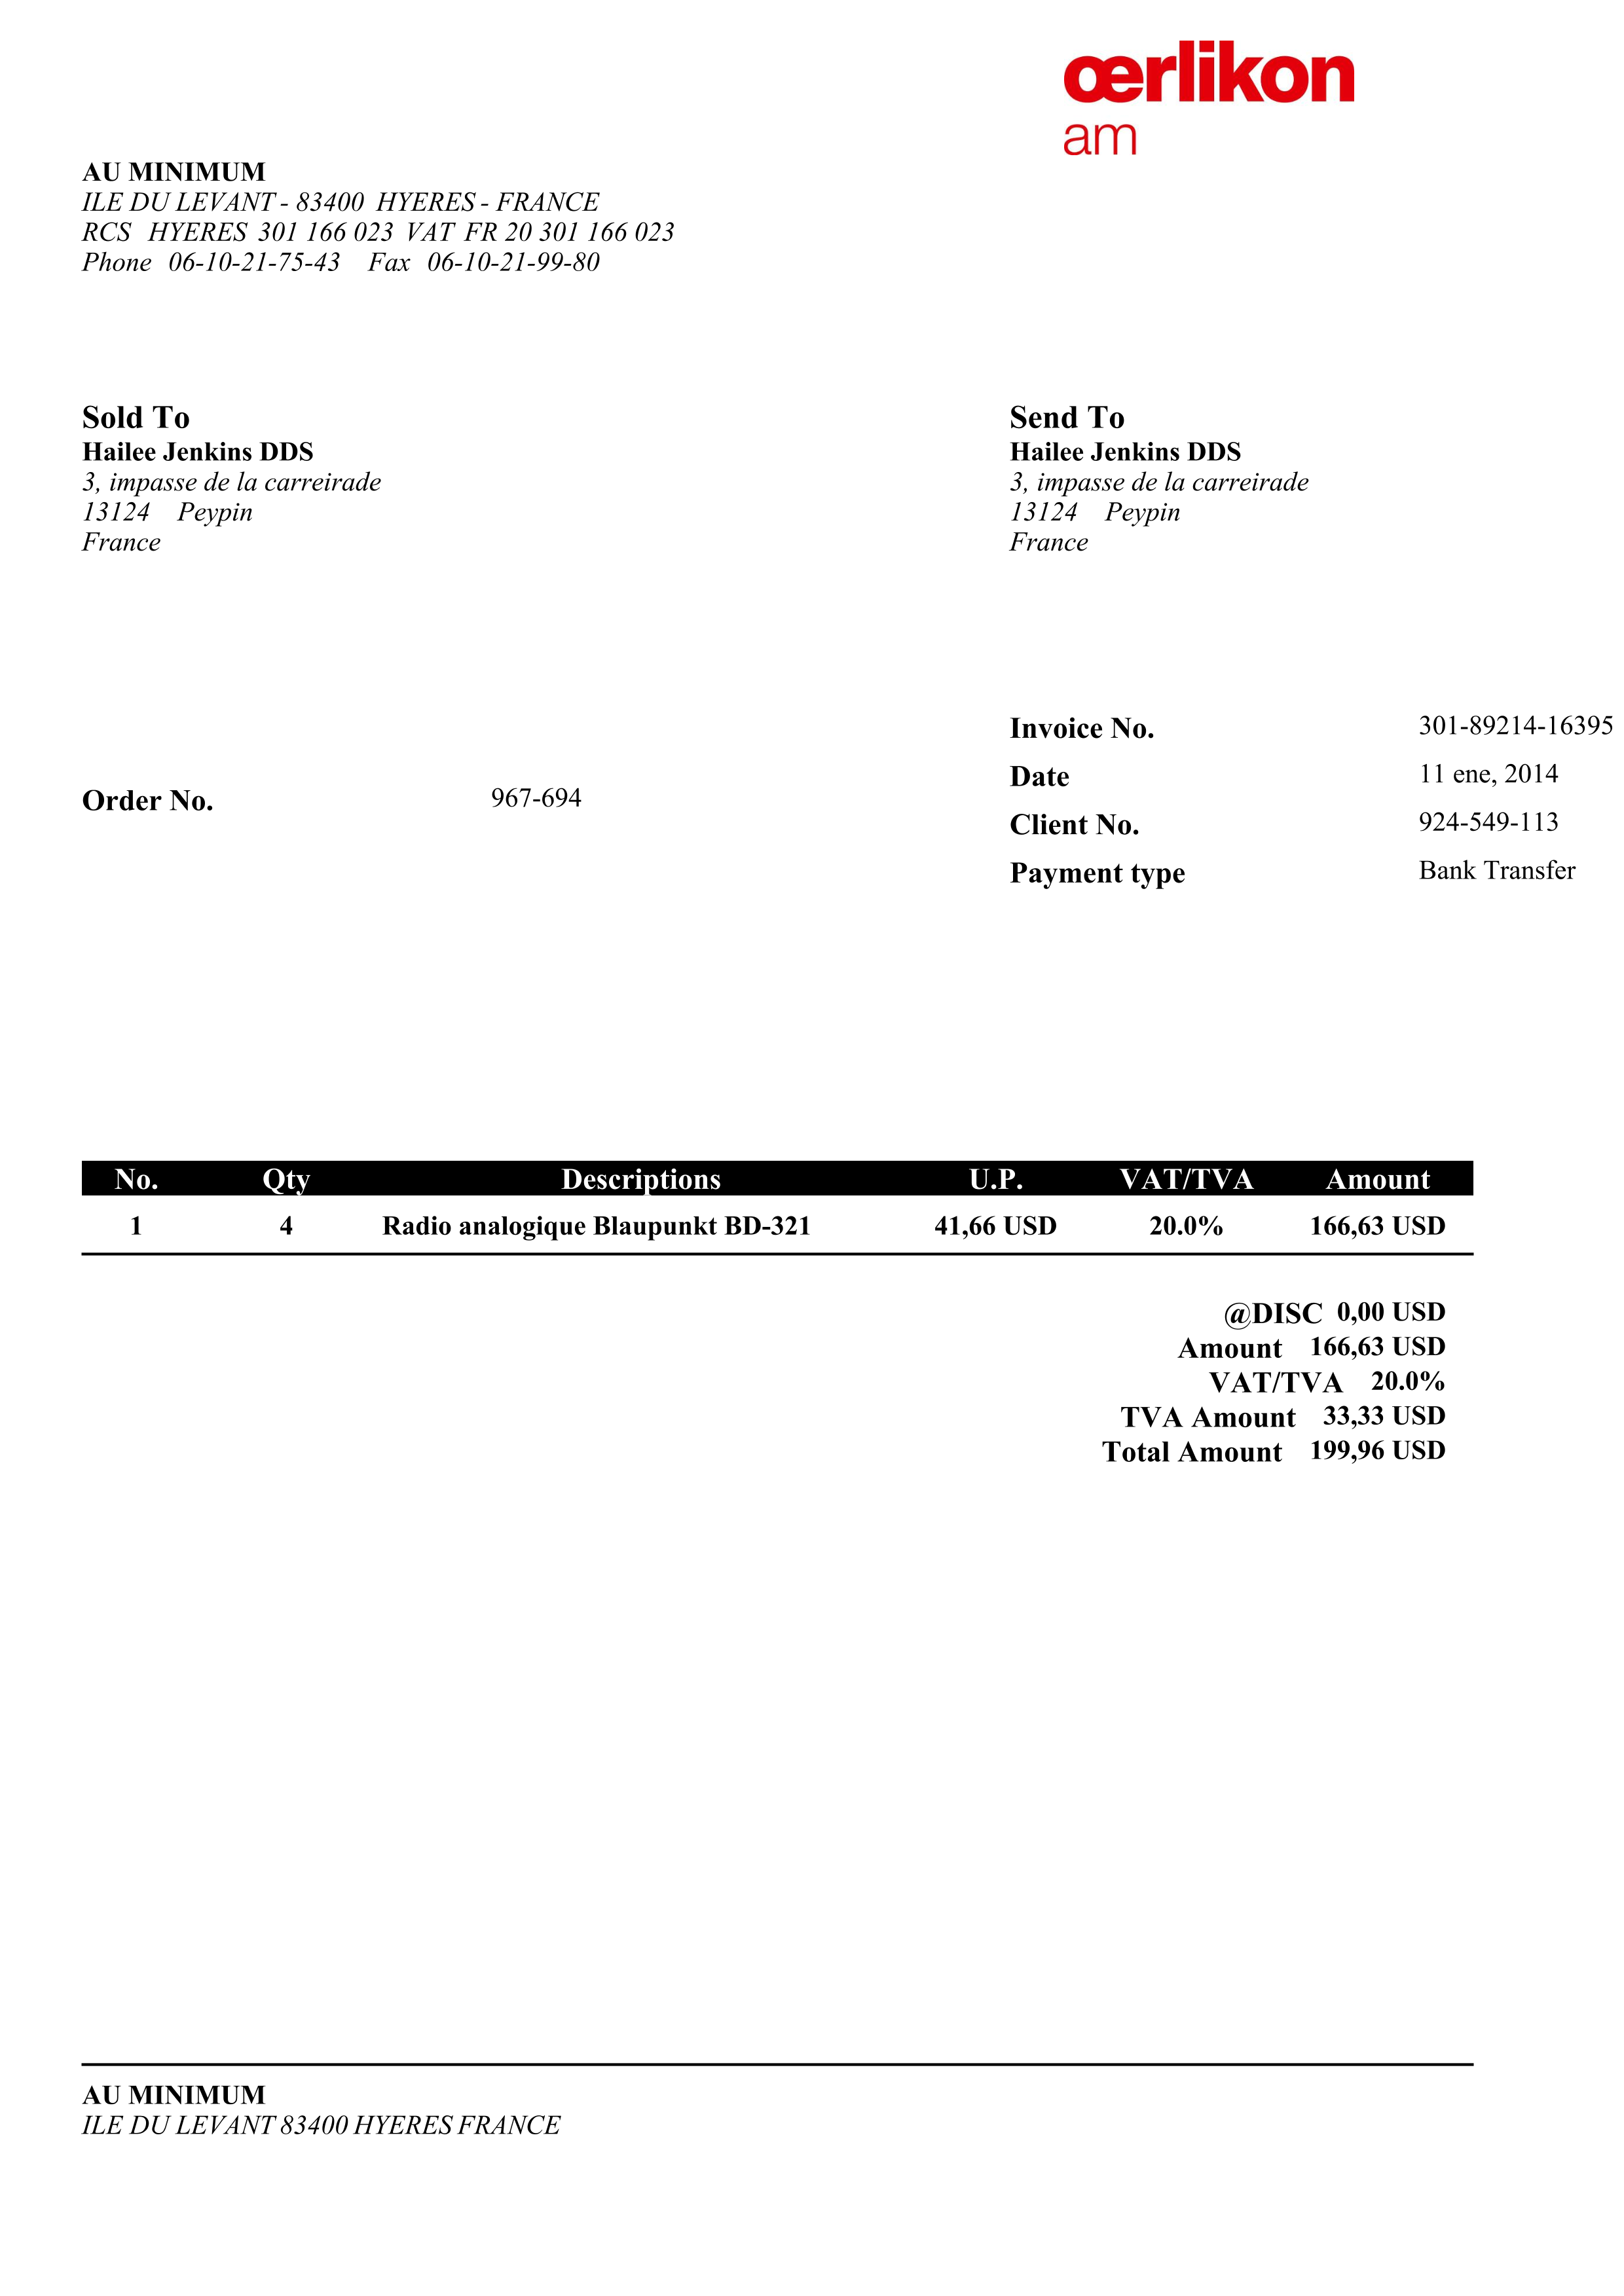 œrlikon
am
AU MINIMUM
ILE DU LEVANT - 83400 HYERES - FRANCE
RCS HYERES 301 166 023 VAT FR 20 301 166 023
Phone 06-10-21-75-43 Fax 06-10-21-99-80
Sold To
Hailee Jenkins DDS
3, impasse de la carreirade
13124 Peypin
France
Send To
Hailee Jenkins DDS
3, impasse de la carreirade
13124 Peypin
France
Order No. 967-694
Invoice No. 301-89214-16395
Date 11 ene, 2014
Client No. 924-549-113
Payment type Bank Transfer
No. Qty Descriptions U.P. VAT/TVA Amount
1 4 Radio analogique Blaupunkt BD-321 41,66 USD 20.0% 166,63 USD
@DISC 0,00 USD
Amount 166,63 USD
VAT/TVA 20.0%
TVA Amount 33,33 USD
Total Amount 199,96 USD
AU MINIMUM
ILE DU LEVANT 83400 HYERES FRANCE